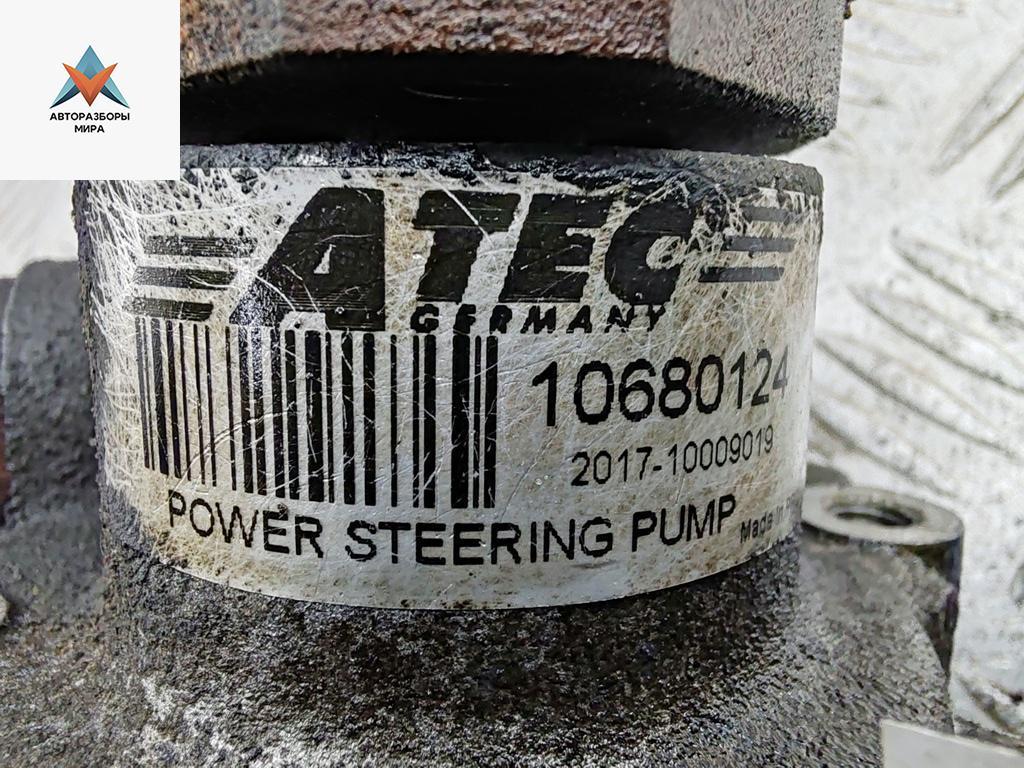 АВТОРАЗБОРЫ
МИРА
ATEC
GERMANY
10680124
2017-10009019
POWER STEERING PUMP
Made in